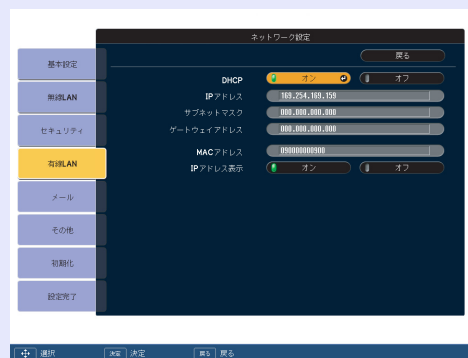 ネットワーク設定
戻る
基本設定
無線LAN
セキュリティ
有線LAN
メール
その他
初期化
設定完了
DHCP オン オフ
IPアドレス 169.254.169.159
サブネットマスク 000.000.000.000
ゲートウェイアドレス 000.000.000.000
MACアドレス 090000000900
IPアドレス表示 オン オフ
選択 決定 決定 戻る 戻る